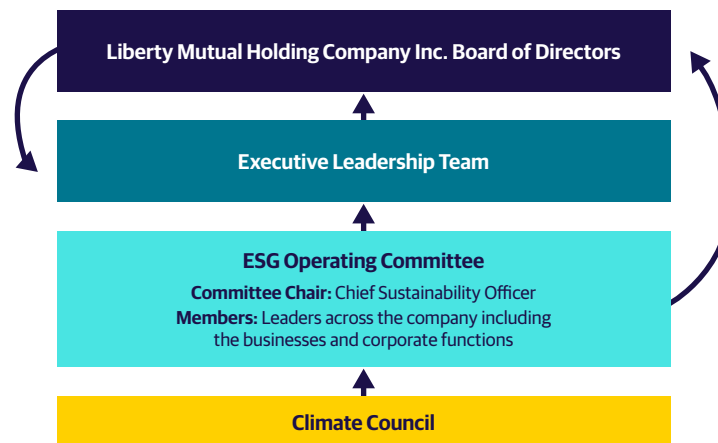 Liberty Mutual Holding Company Inc. Board of Directors
Executive Leadership Team
ESG Operating Committee
Committee Chair: Chief Sustainability Officer
Members: Leaders across the company including
the businesses and corporate functions
Climate Council